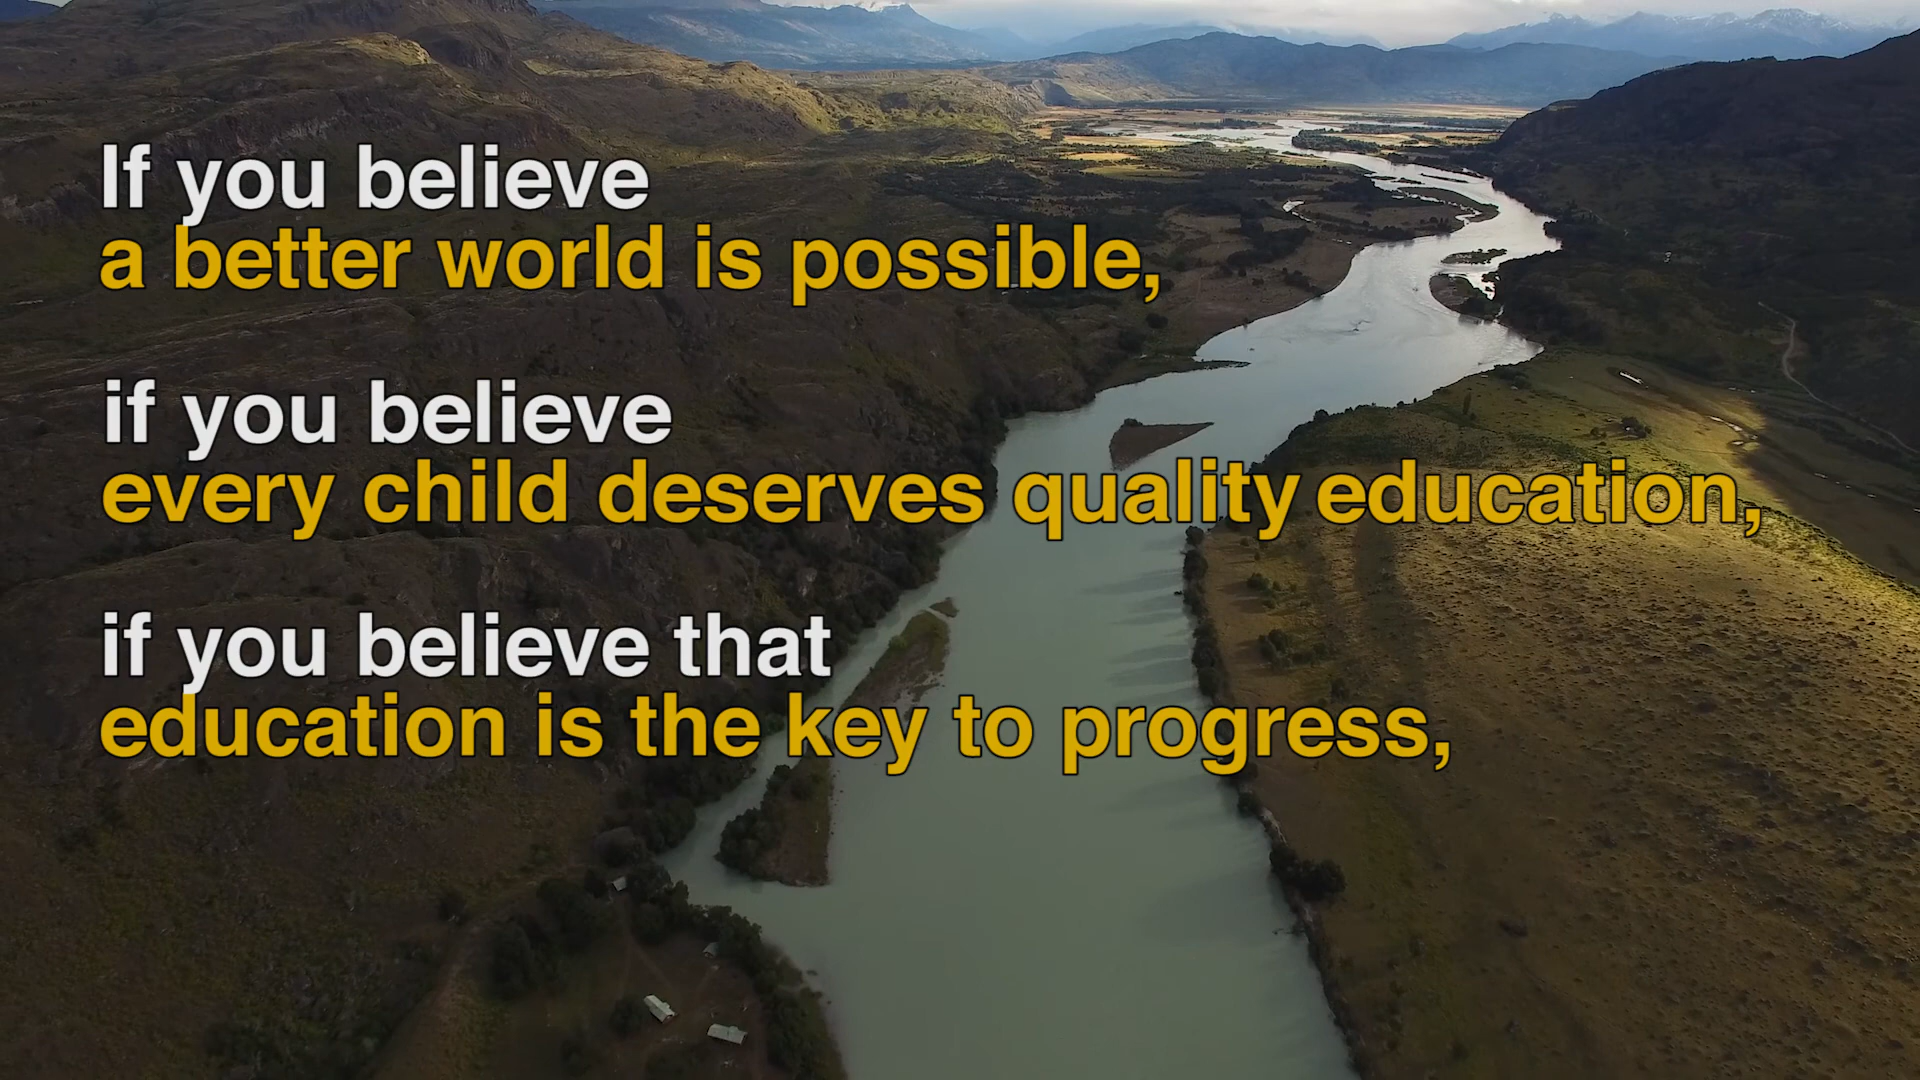 If you believe
a better world is possible,
if you believe
every child deserves quality education,
if you believe that
education is the key to progress,